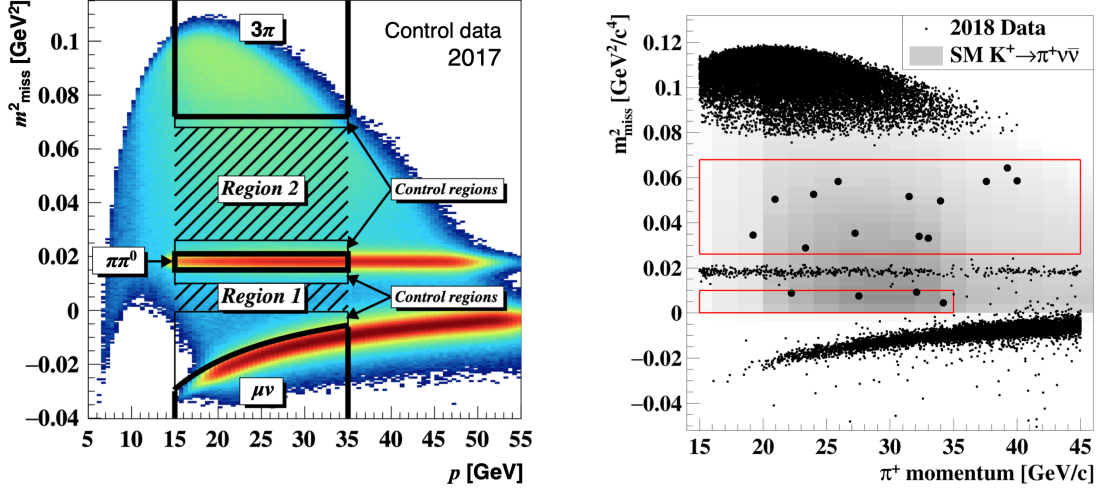 m²miss [GeV²]
0.1
0.08
0.06
0.04
0.02
0
−0.02
−0.04
3π
Control data
2017
Region 2
Control regions
ππ⁰
Region 1
Control regions
μν
5 10 15 20 25 30 35 40 45 50 55
p [GeV]
m²miss [GeV²/c⁴]
0.12
0.1
0.08
0.06
0.04
0.02
0
−0.02
−0.04
2018 Data
SM K⁺→π⁺νν̄
15 20 25 30 35 40 45
π⁺ momentum [GeV/c]